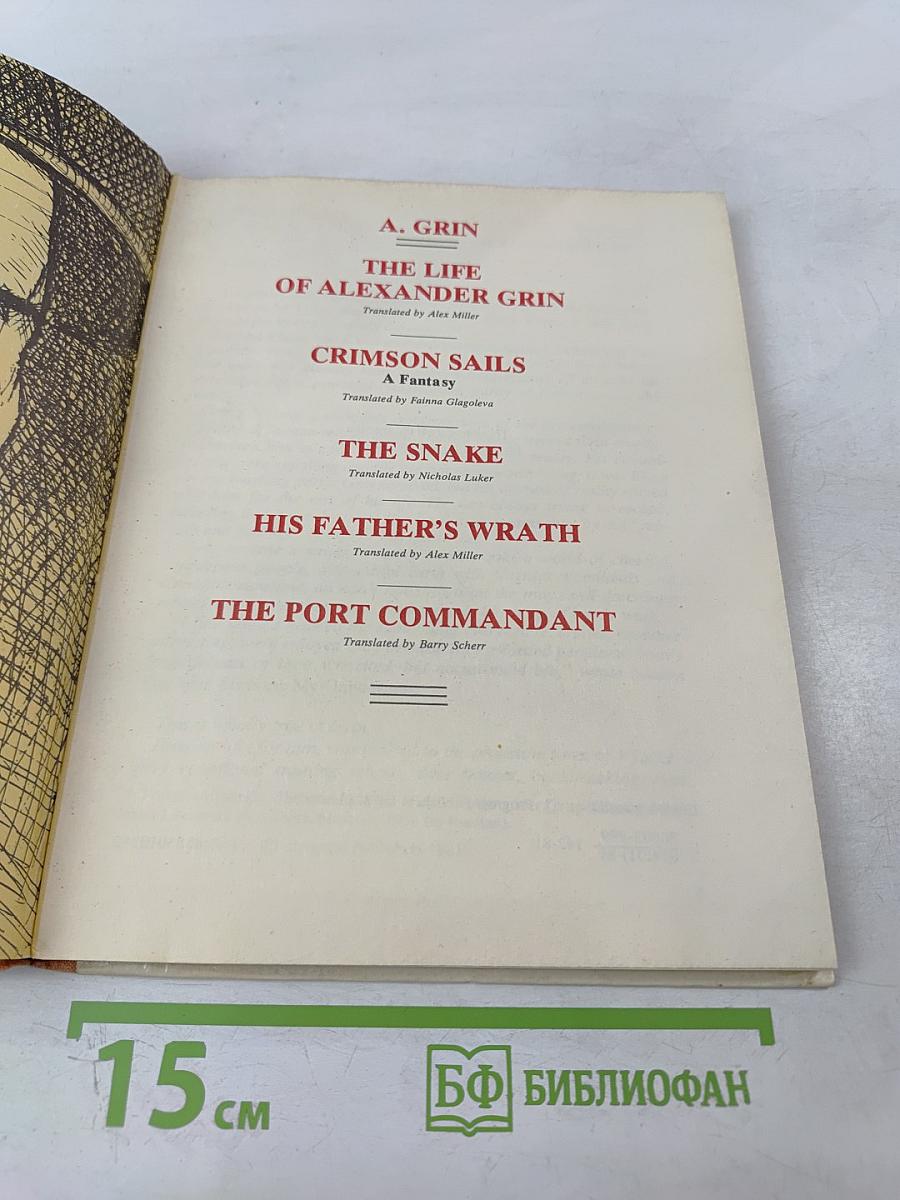 A. GRIN
THE LIFE
OF ALEXANDER GRIN
Translated by Alex Miller
CRIMSON SAILS
A Fantasy
Translated by Fainna Glagoleva
THE SNAKE
Translated by Nicholas Luker
HIS FATHER'S WRATH
Translated by Alex Miller
THE PORT COMMANDANT
Translated by Barry Scherr
15 см
БФ БИБЛИОФАН